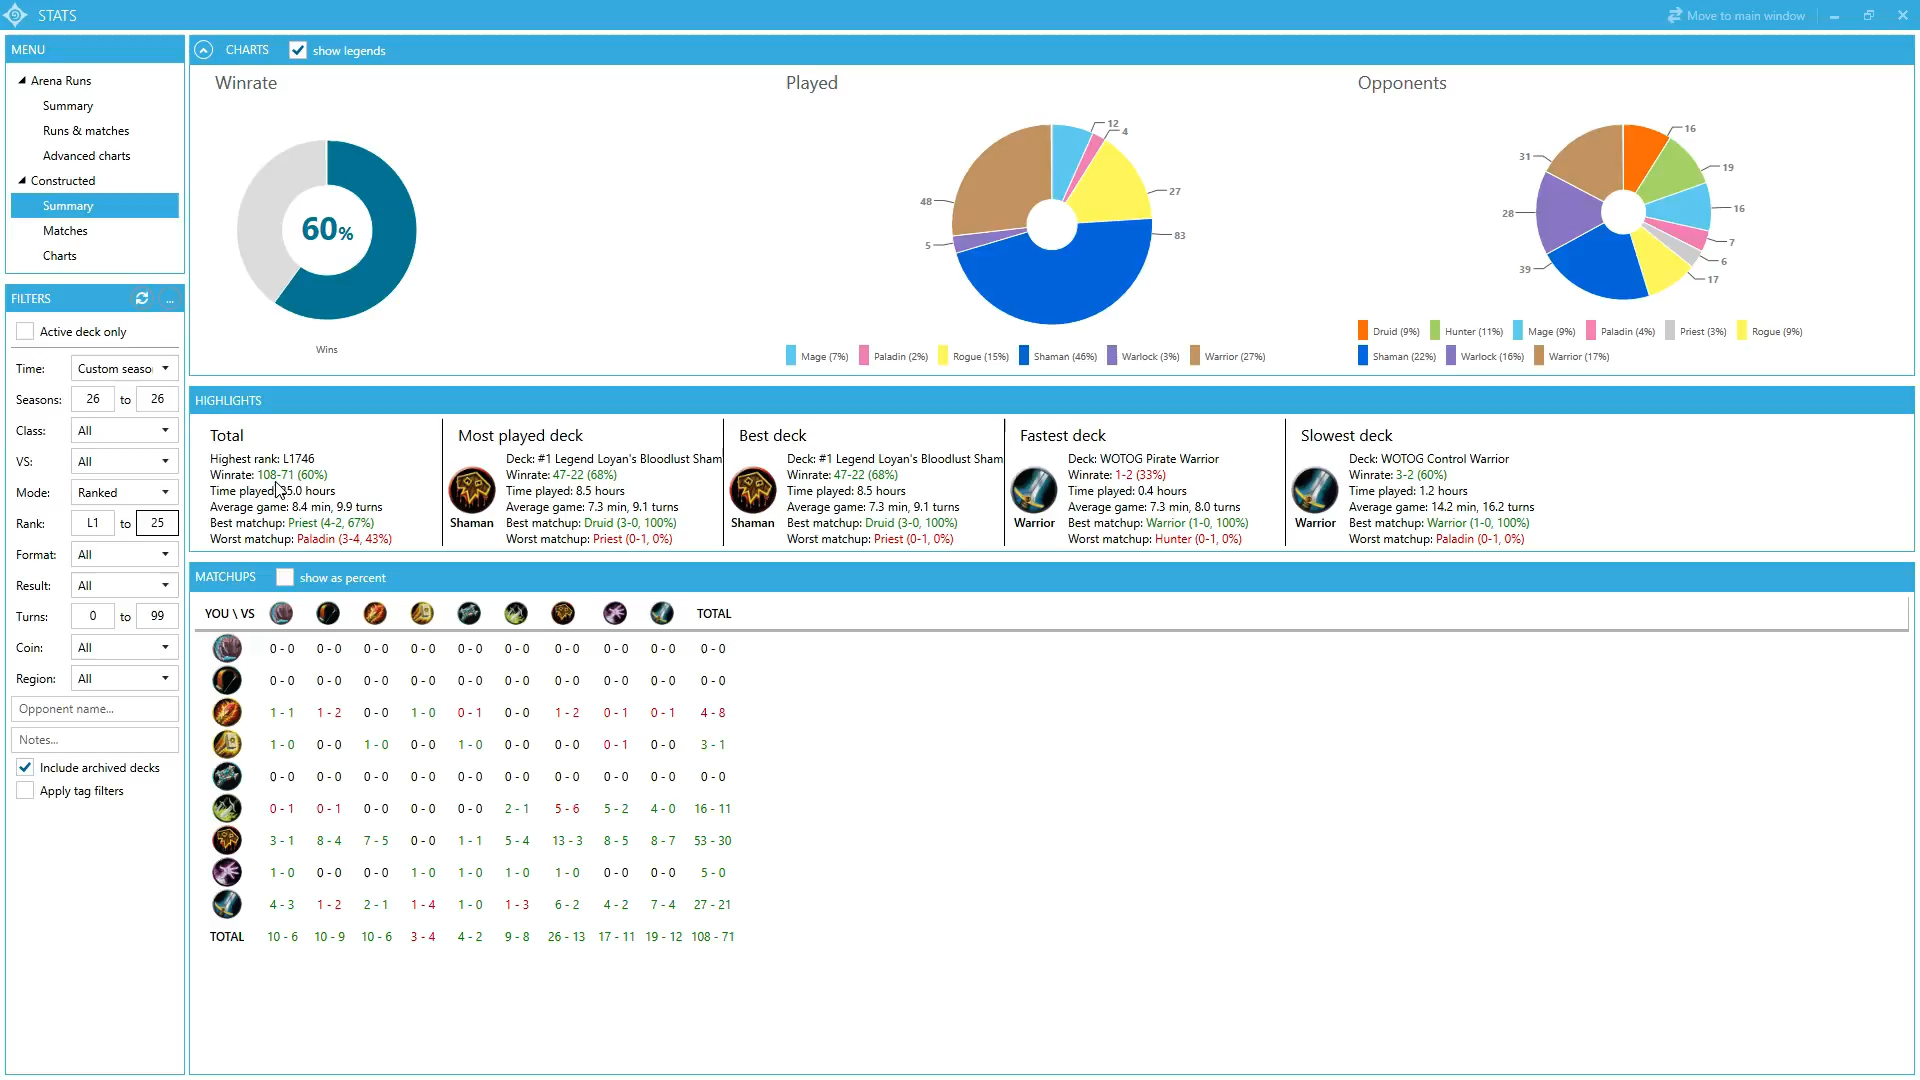 STATS
Move to main window
MENU
Arena Runs
Summary
Runs & matches
Advanced charts
Constructed
Summary
Matches
Charts
FILTERS
...
Active deck only
Time: Custom seaso
Seasons: 26 to 26
Class: All
VS: All
Mode: Ranked
Rank: L1 to 25
Format: All
Result: All
Turns: 0 to 99
Coin: All
Region: All
Opponent name...
Notes...
Include archived decks
Apply tag filters
CHARTS show legends
Winrate
60%
Wins
Played
12
4
27
83
5
48
Mage (7%) Paladin (2%) Rogue (15%) Shaman (46%) Warlock (3%) Warrior (27%)
Opponents
16
19
16
7
6
17
39
28
31
Druid (9%) Hunter (11%) Mage (9%) Paladin (4%) Priest (3%) Rogue (9%)
Shaman (22%) Warlock (16%) Warrior (17%)
HIGHLIGHTS
Total
Highest rank: L1746
Winrate: 108-71 (60%)
Time played: 35.0 hours
Average game: 8.4 min, 9.9 turns
Best matchup: Priest (4-2, 67%)
Worst matchup: Paladin (3-4, 43%)
Most played deck
Shaman
Deck: #1 Legend Loyan's Bloodlust Sham
Winrate: 47-22 (68%)
Time played: 8.5 hours
Average game: 7.3 min, 9.1 turns
Best matchup: Druid (3-0, 100%)
Worst matchup: Priest (0-1, 0%)
Best deck
Shaman
Deck: #1 Legend Loyan's Bloodlust Sham
Winrate: 47-22 (68%)
Time played: 8.5 hours
Average game: 7.3 min, 9.1 turns
Best matchup: Druid (3-0, 100%)
Worst matchup: Priest (0-1, 0%)
Fastest deck
Warrior
Deck: WOTOG Pirate Warrior
Winrate: 1-2 (33%)
Time played: 0.4 hours
Average game: 7.3 min, 8.0 turns
Best matchup: Warrior (1-0, 100%)
Worst matchup: Hunter (0-1, 0%)
Slowest deck
Warrior
Deck: WOTOG Control Warrior
Winrate: 3-2 (60%)
Time played: 1.2 hours
Average game: 14.2 min, 16.2 turns
Best matchup: Warrior (1-0, 100%)
Worst matchup: Paladin (0-1, 0%)
MATCHUPS show as percent
YOU \ VS TOTAL
0 - 0 0 - 0 0 - 0 0 - 0 0 - 0 0 - 0 0 - 0 0 - 0 0 - 0 0 - 0
0 - 0 0 - 0 0 - 0 0 - 0 0 - 0 0 - 0 0 - 0 0 - 0 0 - 0 0 - 0
1 - 1 1 - 2 0 - 0 1 - 0 0 - 1 0 - 0 1 - 2 0 - 1 0 - 1 4 - 8
1 - 0 0 - 0 1 - 0 0 - 0 1 - 0 0 - 0 0 - 0 0 - 1 0 - 0 3 - 1
0 - 0 0 - 0 0 - 0 0 - 0 0 - 0 0 - 0 0 - 0 0 - 0 0 - 0 0 - 0
0 - 1 0 - 1 0 - 0 0 - 0 0 - 0 2 - 1 5 - 6 5 - 2 4 - 0 16 - 11
3 - 1 8 - 4 7 - 5 0 - 0 1 - 1 5 - 4 13 - 3 8 - 5 8 - 7 53 - 30
1 - 0 0 - 0 0 - 0 1 - 0 1 - 0 1 - 0 1 - 0 0 - 0 0 - 0 5 - 0
4 - 3 1 - 2 2 - 1 1 - 4 1 - 0 1 - 3 6 - 2 4 - 2 7 - 4 27 - 21
TOTAL 10 - 6 10 - 9 10 - 6 3 - 4 4 - 2 9 - 8 26 - 13 17 - 11 19 - 12 108 - 71